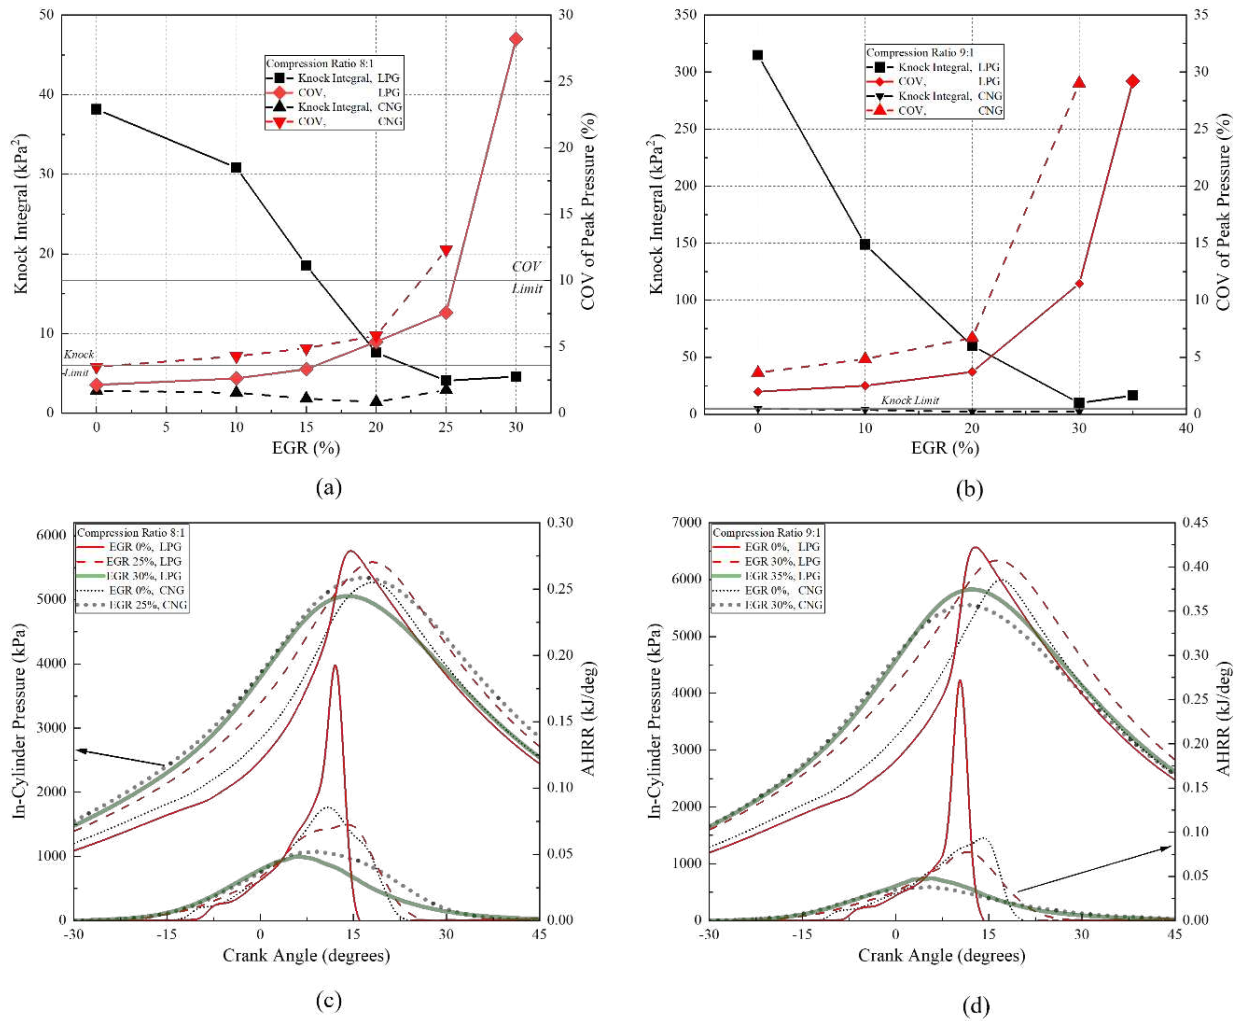 Compression Ratio 8:1
Knock Integral, LPG
COV, LPG
Knock Integral, CNG
COV, CNG
COV
Limit
Knock
Limit
Knock Integral (kPa²)
COV of Peak Pressure (%)
50
40
30
20
10
0
30
25
20
15
10
5
0
0
5
10
15
20
25
30
EGR (%)
(a)
Compression Ratio 9:1
Knock Integral, LPG
COV, LPG
Knock Integral, CNG
COV, CNG
Knock Limit
Knock Integral (kPa²)
COV of Peak Pressure (%)
350
300
250
200
150
100
50
0
35
30
25
20
15
10
5
0
0
10
20
30
40
EGR (%)
(b)
Compression Ratio 8:1
EGR 0%, LPG
EGR 25%, LPG
EGR 30%, LPG
EGR 0%, CNG
EGR 25%, CNG
In-Cylinder Pressure (kPa)
AHRR (kJ/deg)
6000
5000
4000
3000
2000
1000
0
0.30
0.25
0.20
0.15
0.10
0.05
0.00
-30
-15
0
15
30
45
Crank Angle (degrees)
(c)
Compression Ratio 9:1
EGR 0%, LPG
EGR 30%, LPG
EGR 35%, LPG
EGR 0%, CNG
EGR 30%, CNG
In-Cylinder Pressure (kPa)
AHRR (kJ/deg)
7000
6000
5000
4000
3000
2000
1000
0
0.45
0.40
0.35
0.30
0.25
0.20
0.15
0.10
0.05
0.00
-30
-15
0
15
30
45
Crank Angle (degrees)
(d)